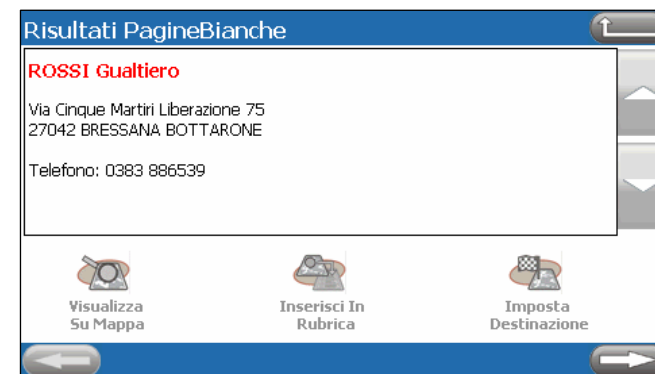 Risultati PagineBianche
ROSSI Gualtiero
Via Cinque Martiri Liberazione 75
27042 BRESSANA BOTTARONE
Telefono: 0383 886539
Visualizza
Su Mappa
Inserisci In
Rubrica
Imposta
Destinazione